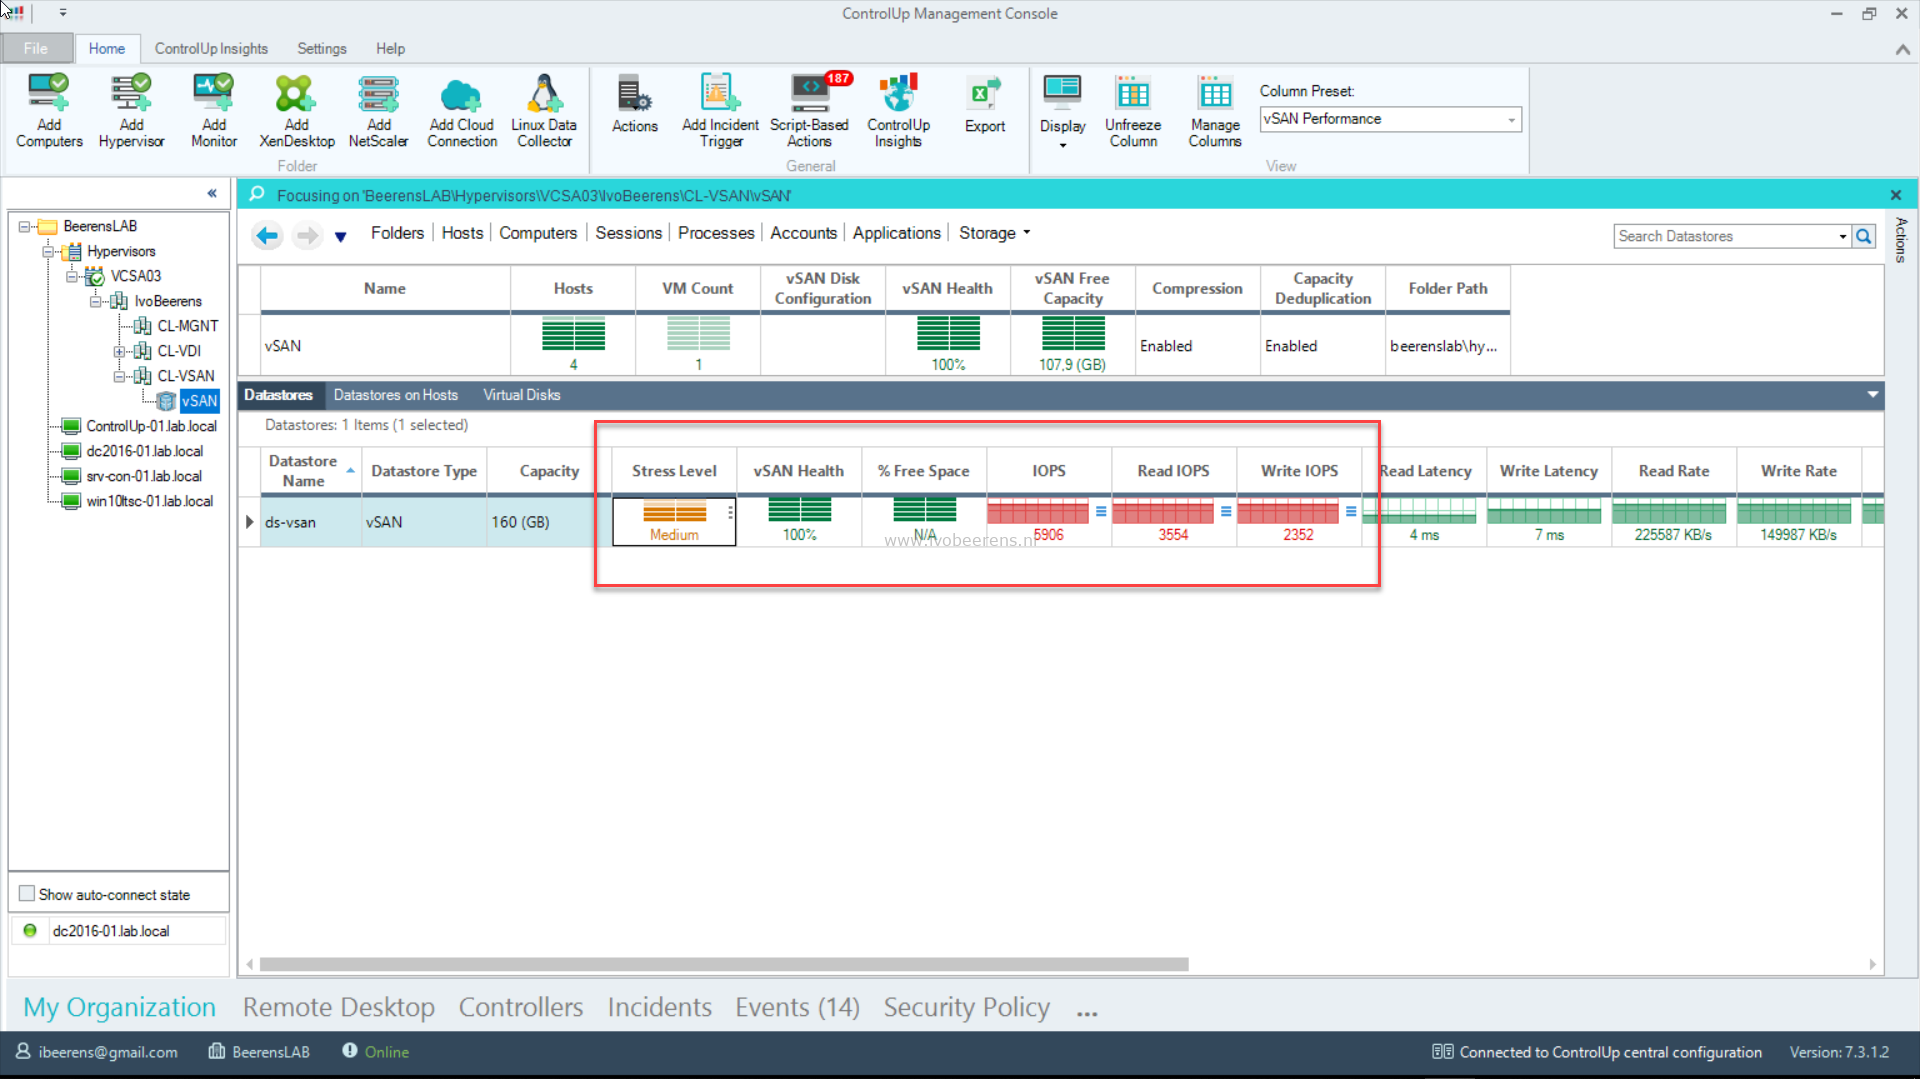 ControlUp Management Console
File Home ControlUp Insights Settings Help
Add Computers
Add Hypervisor
Add Monitor
Add XenDesktop
Add NetScaler
Add Cloud Connection
Linux Data Collector
Folder
Actions
Add Incident Trigger
Script-Based Actions
187
ControlUp Insights
Export
General
Display
Unfreeze Column
Manage Columns
Column Preset:
vSAN Performance
View
«
Focusing on 'BeerensLAB\Hypervisors\VCSA03\IvoBeerens\CL-VSAN\vSAN'
Actions
BeerensLAB
Hypervisors
VCSA03
IvoBeerens
CL-MGNT
CL-VDI
CL-VSAN
vSAN
ControlUp-01.lab.local
dc2016-01.lab.local
srv-con-01.lab.local
win10ltsc-01.lab.local
Show auto-connect state
dc2016-01.lab.local
Folders Hosts Computers Sessions Processes Accounts Applications Storage
Search Datastores
Name Hosts VM Count vSAN Disk Configuration vSAN Health vSAN Free Capacity Compression Capacity Deduplication Folder Path
vSAN 4 1 100% 107,9 (GB) Enabled Enabled beerenslab\hy...
Datastores Datastores on Hosts Virtual Disks
Datastores: 1 Items (1 selected)
Datastore Name Datastore Type Capacity Stress Level vSAN Health % Free Space IOPS Read IOPS Write IOPS Read Latency Write Latency Read Rate Write Rate
ds-vsan vSAN 160 (GB) Medium 100% N/A 5906 3554 2352 4 ms 7 ms 225587 KB/s 149987 KB/s
www.ivobeerens.nl
My Organization Remote Desktop Controllers Incidents Events (14) Security Policy ...
ibeerens@gmail.com BeerensLAB Online Connected to ControlUp central configuration Version: 7.3.1.2